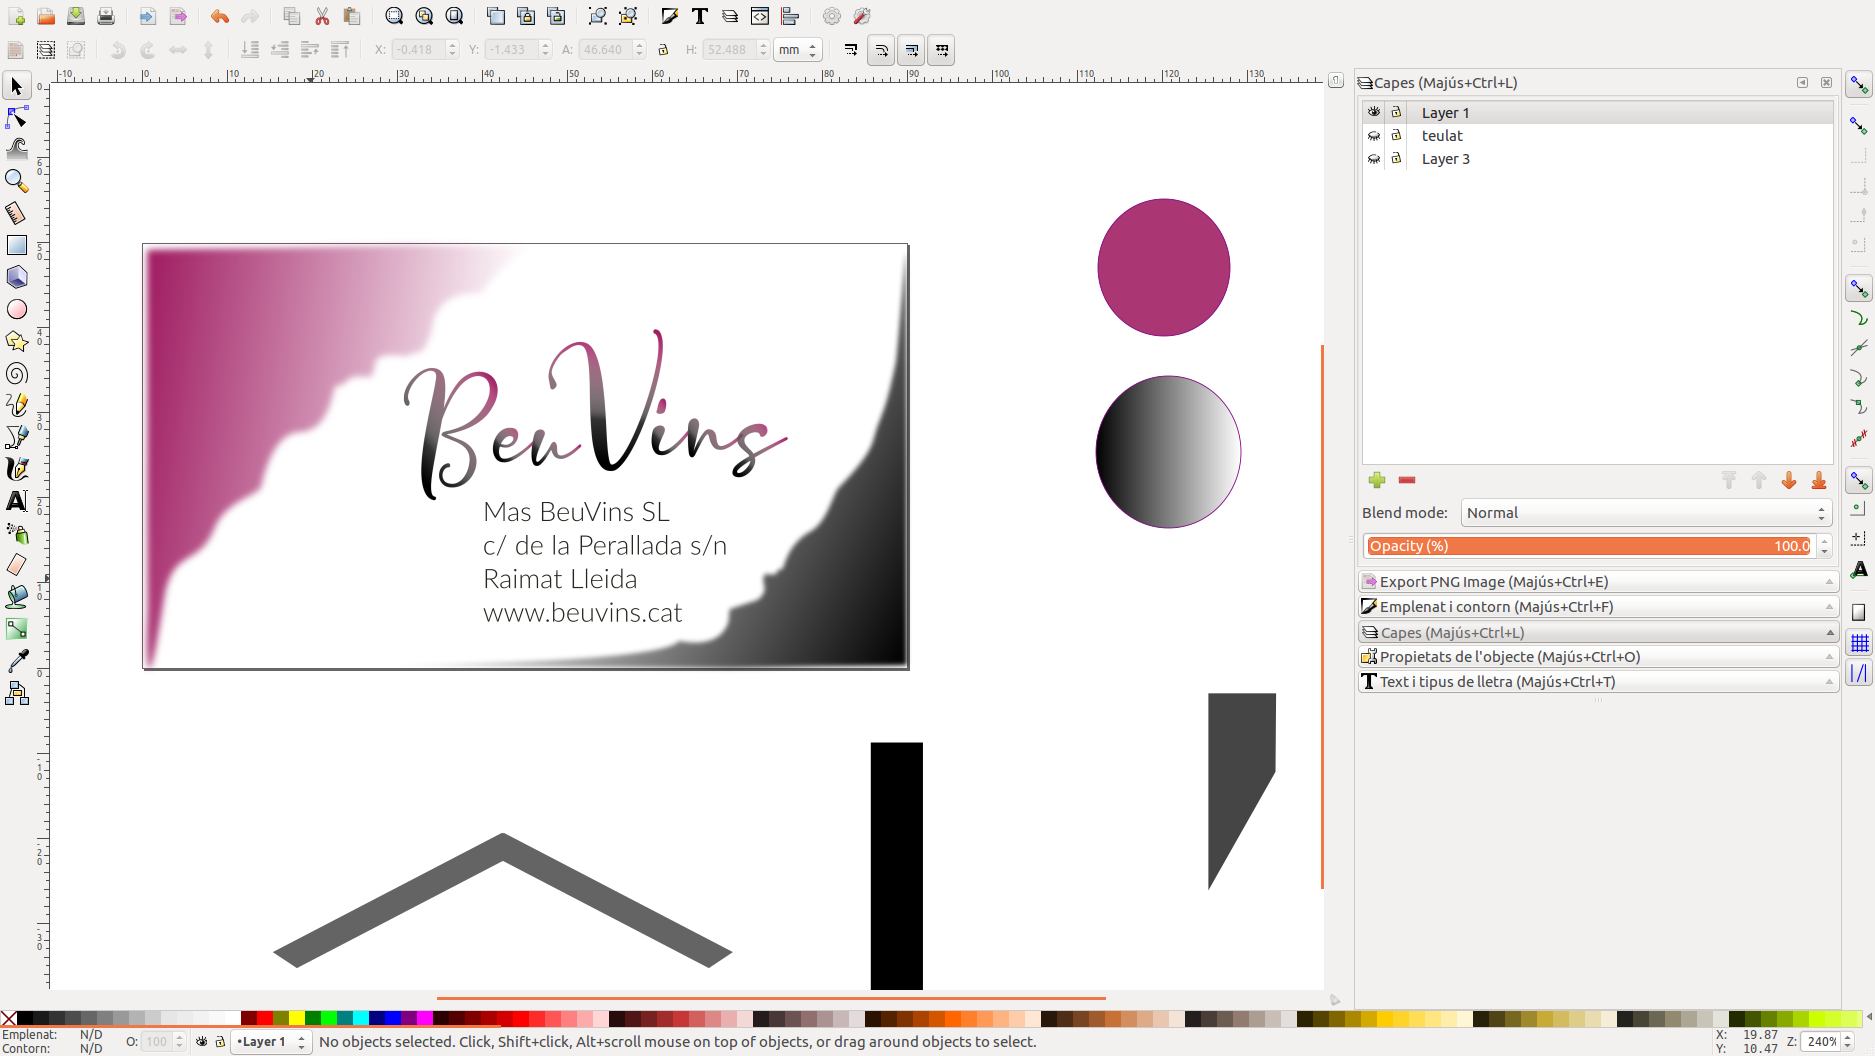 X: -0.418 Y: -1.433 A: 46.640 H: 52.488 mm
-10 0 10 20 30 40 50 60 70 80 90 100 110 120 130
Capes (Majús+Ctrl+L)
Layer 1
teulat
Layer 3
BeuVins
Mas BeuVins SL
c/ de la Perallada s/n
Raimat Lleida
www.beuvins.cat
Blend mode: Normal
Opacity (%) 100.0
Export PNG Image (Majús+Ctrl+E)
Emplenat i contorn (Majús+Ctrl+F)
Capes (Majús+Ctrl+L)
Propietats de l'objecte (Majús+Ctrl+O)
Text i tipus de lletra (Majús+Ctrl+T)
Emplenat: N/D
Contorn: N/D
O: 100
•Layer 1
No objects selected. Click, Shift+click, Alt+scroll mouse on top of objects, or drag around objects to select.
X: 19.87
Y: 10.47
Z: 240%